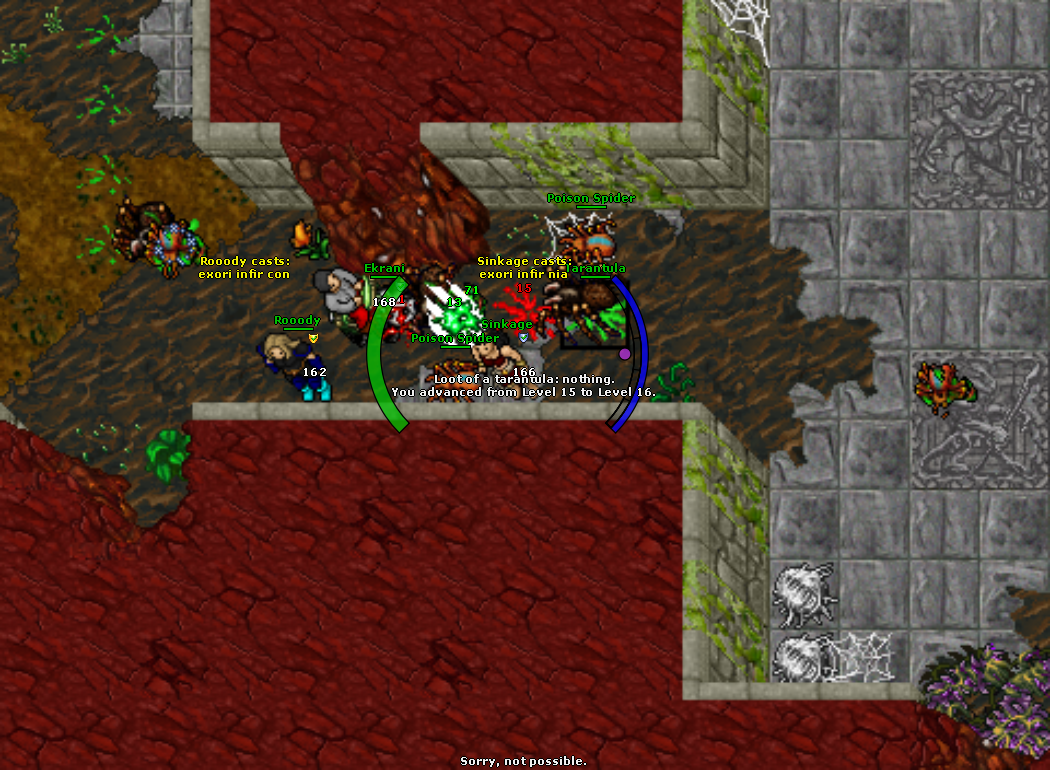 Poison Spider
Rooody casts:
exori infir con
Sinkage casts:
exori infir nia
Ekrani
Tarantula
71
15
168
13
Rooody
Sinkage
Poison Spider
162
166
Loot of a tarantula: nothing.
You advanced from Level 15 to Level 16.
Sorry, not possible.